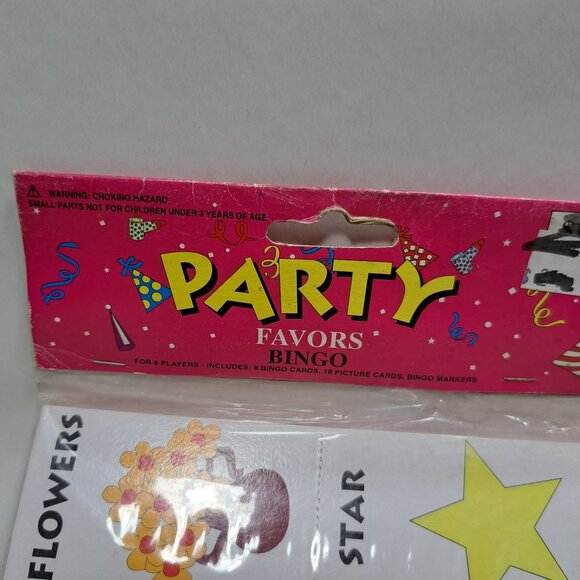 WARNING: CHOKING HAZARD
SMALL PARTS NOT FOR CHILDREN UNDER 3 YEARS OF AGE
PARTY
FAVORS
BINGO
FOR 8 PLAYERS - INCLUDES: 8 BINGO CARDS, 16 PICTURE CARDS, BINGO MARKERS
FLOWERS
STAR